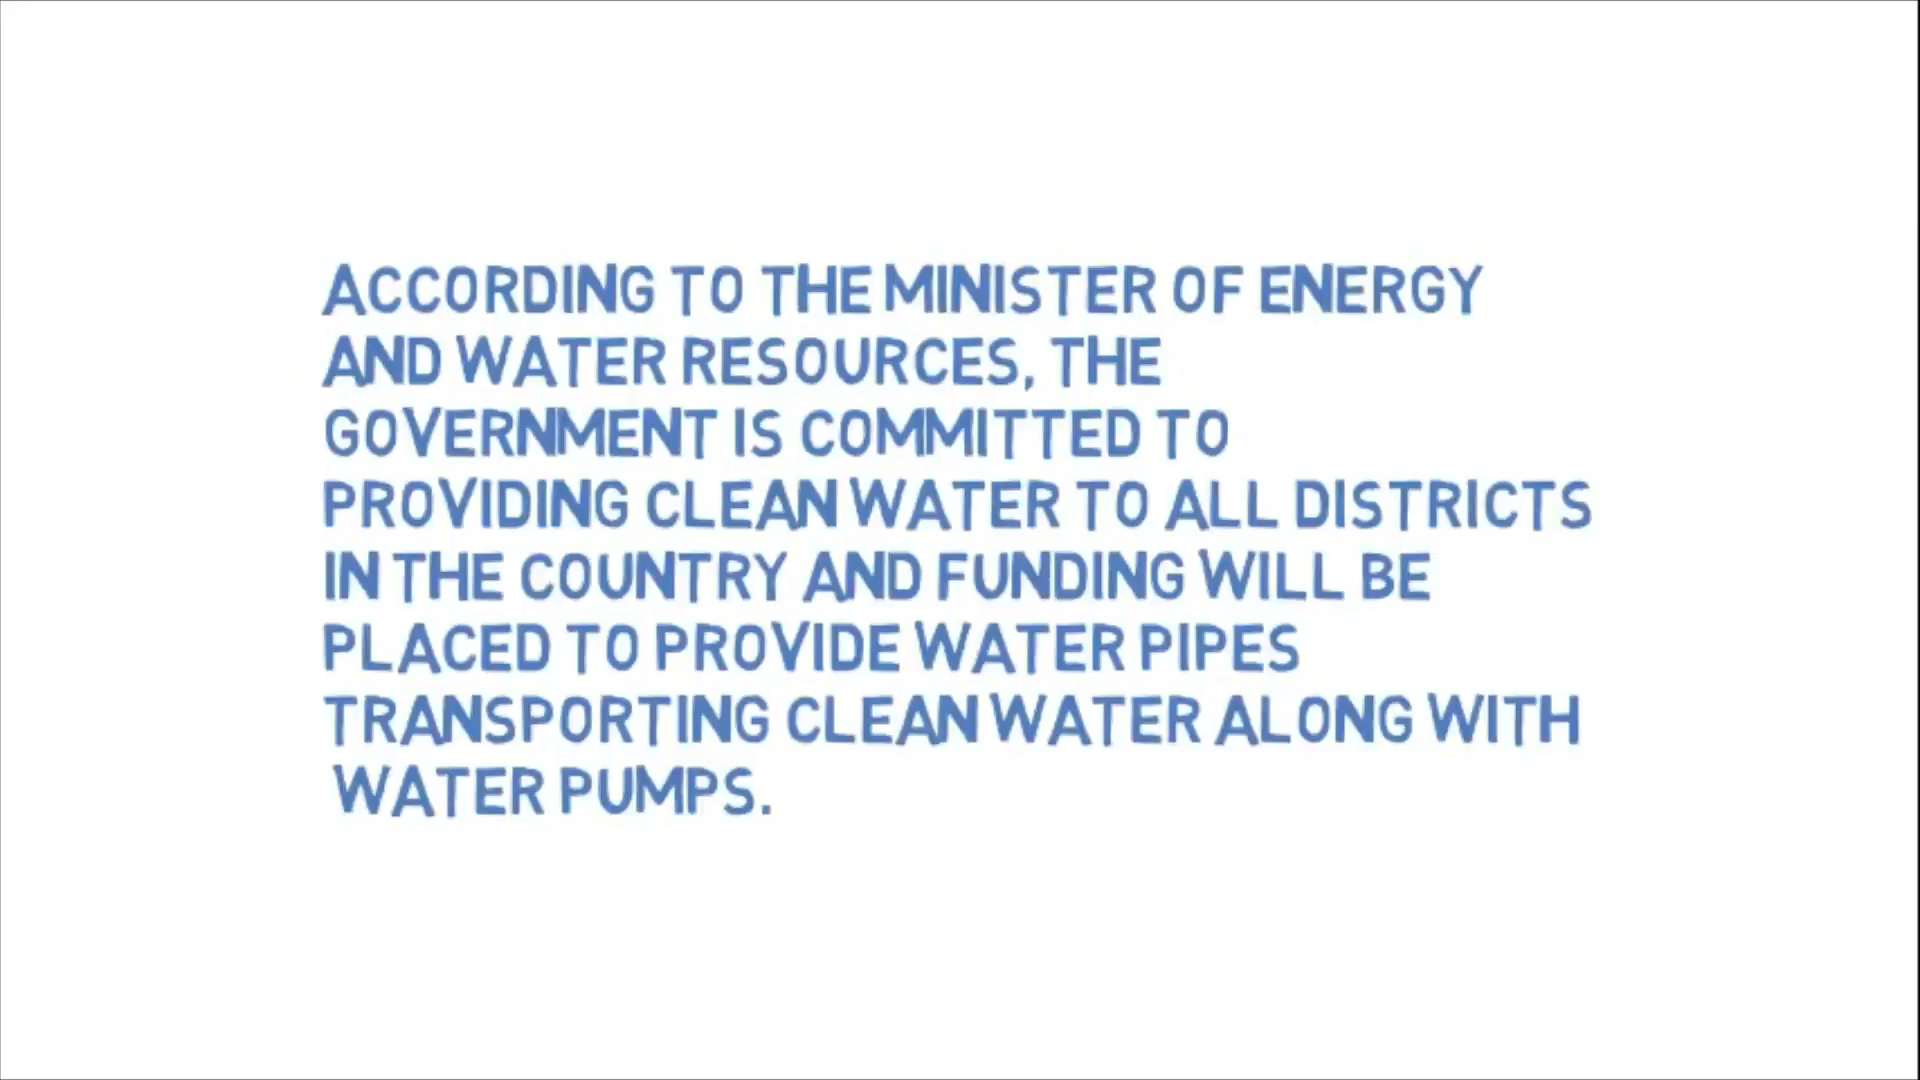 ACCORDING TO THE MINISTER OF ENERGY
AND WATER RESOURCES, THE
GOVERNMENT IS COMMITTED TO
PROVIDING CLEAN WATER TO ALL DISTRICTS
IN THE COUNTRY AND FUNDING WILL BE
PLACED TO PROVIDE WATER PIPES
TRANSPORTING CLEAN WATER ALONG WITH
WATER PUMPS.